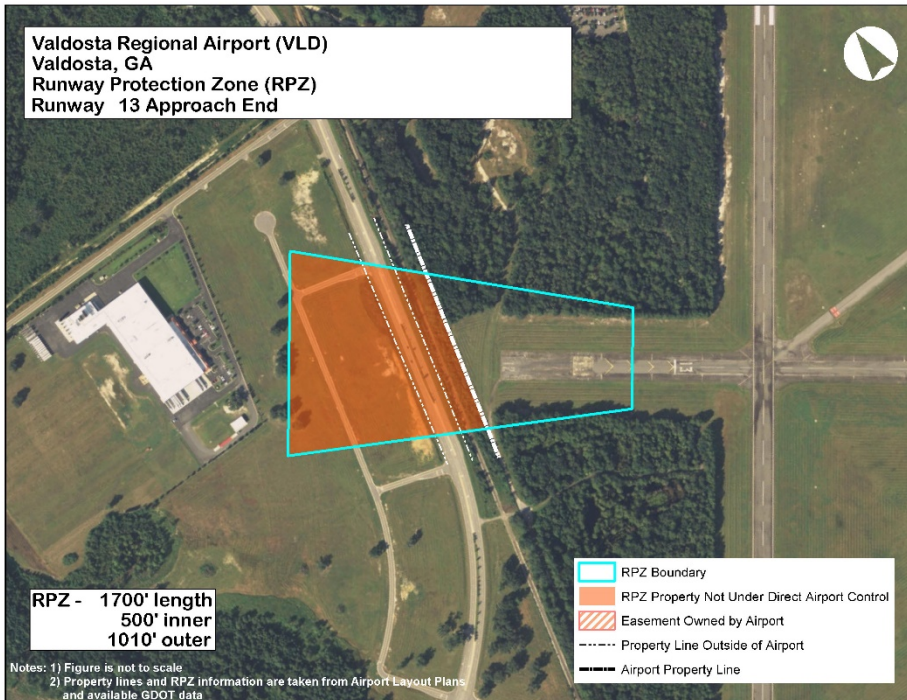 Valdosta Regional Airport (VLD)
Valdosta, GA
Runway Protection Zone (RPZ)
Runway 13 Approach End
13
RPZ - 1700' length
500' inner
1010' outer
RPZ Boundary
RPZ Property Not Under Direct Airport Control
Easement Owned by Airport
Property Line Outside of Airport
Airport Property Line
Notes: 1) Figure is not to scale
2) Property lines and RPZ information are taken from Airport Layout Plans
and available GDOT data